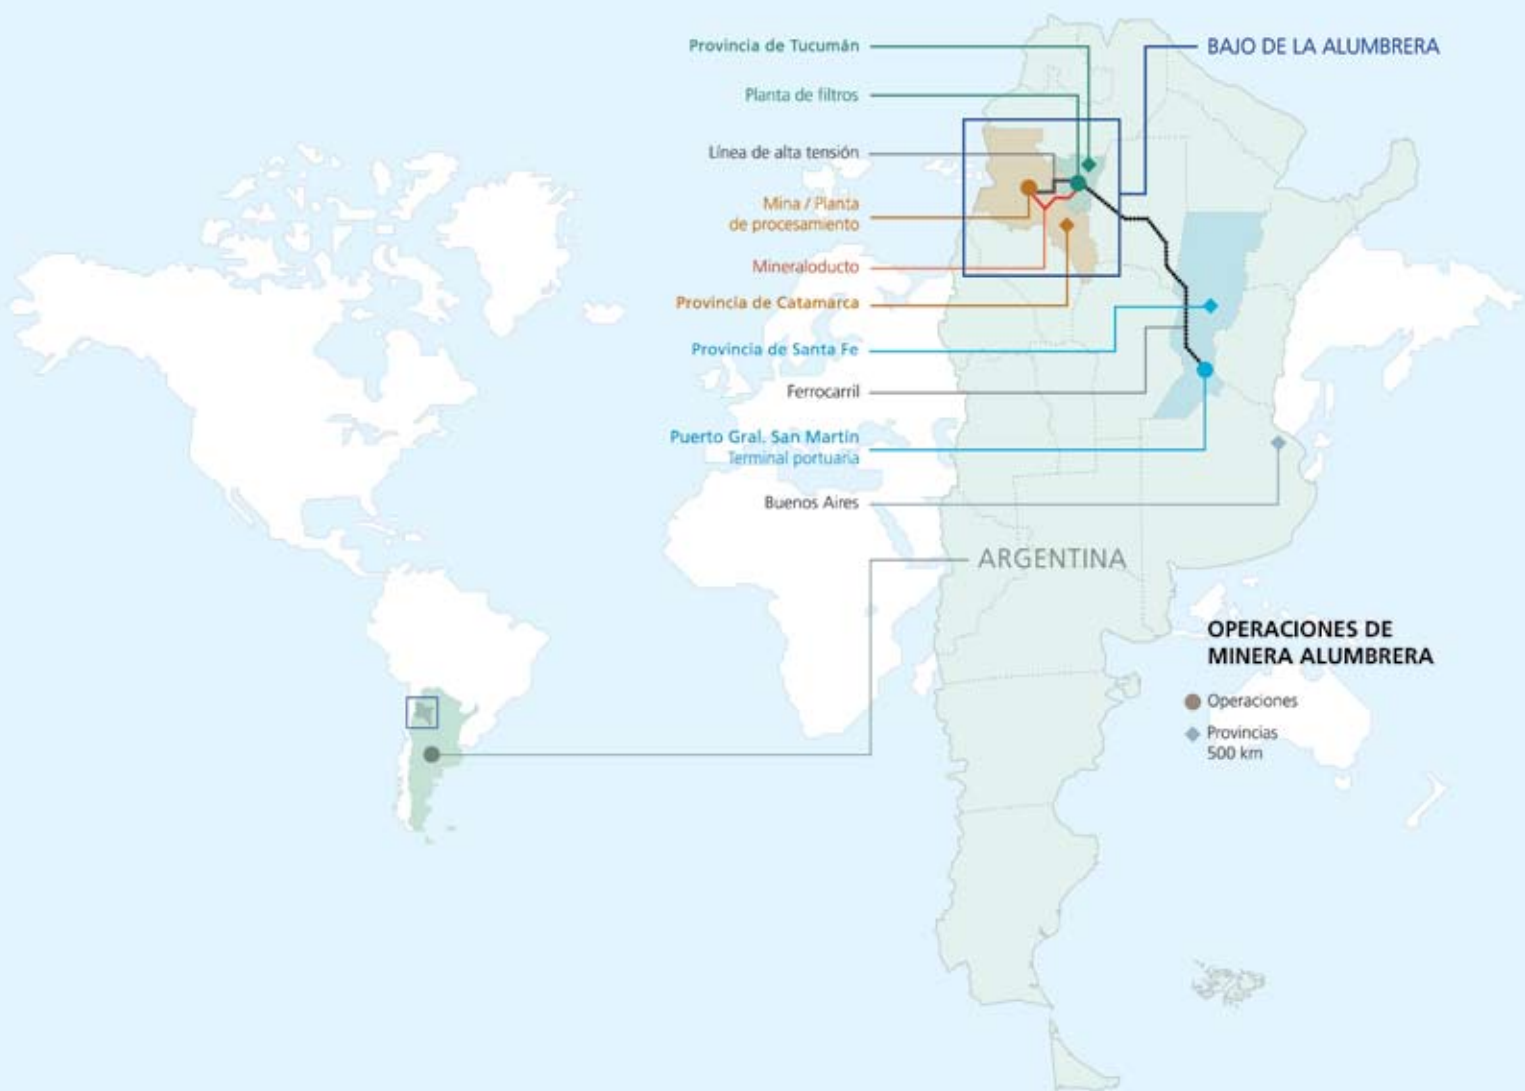 Provincia de Tucumán
BAJO DE LA ALUMBRERA
Planta de filtros
Línea de alta tensión
Mina / Planta
de procesamiento
Mineraloducto
Provincia de Catamarca
Provincia de Santa Fe
Ferrocarril
Puerto Gral. San Martín
Terminal portuaria
Buenos Aires
ARGENTINA
OPERACIONES DE
MINERA ALUMBRERA
Operaciones
Provincias
500 km